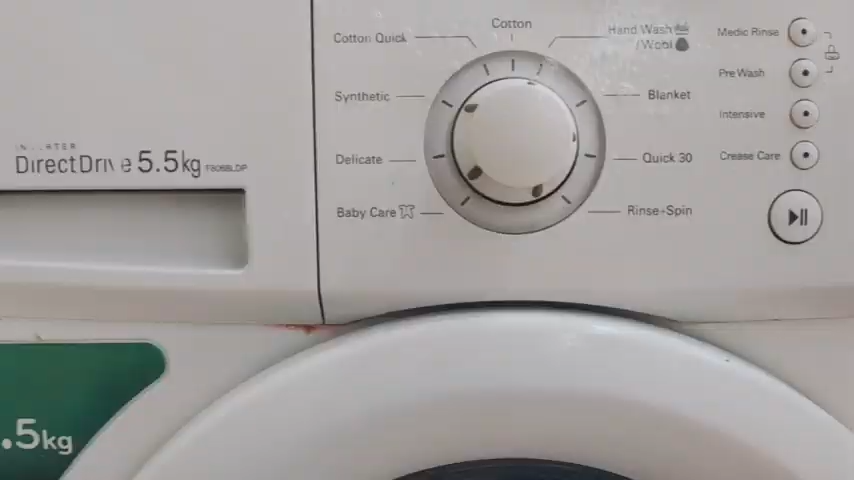 DirectDrive 5.5kg
Cotton Quick
Synthetic
Delicate
Baby Care
Cotton
Hand Wash
/Wool
Blanket
Quick 30
Rinse+Spin
Medic Rinse
Pre Wash
Intensive
Crease Care
.5kg